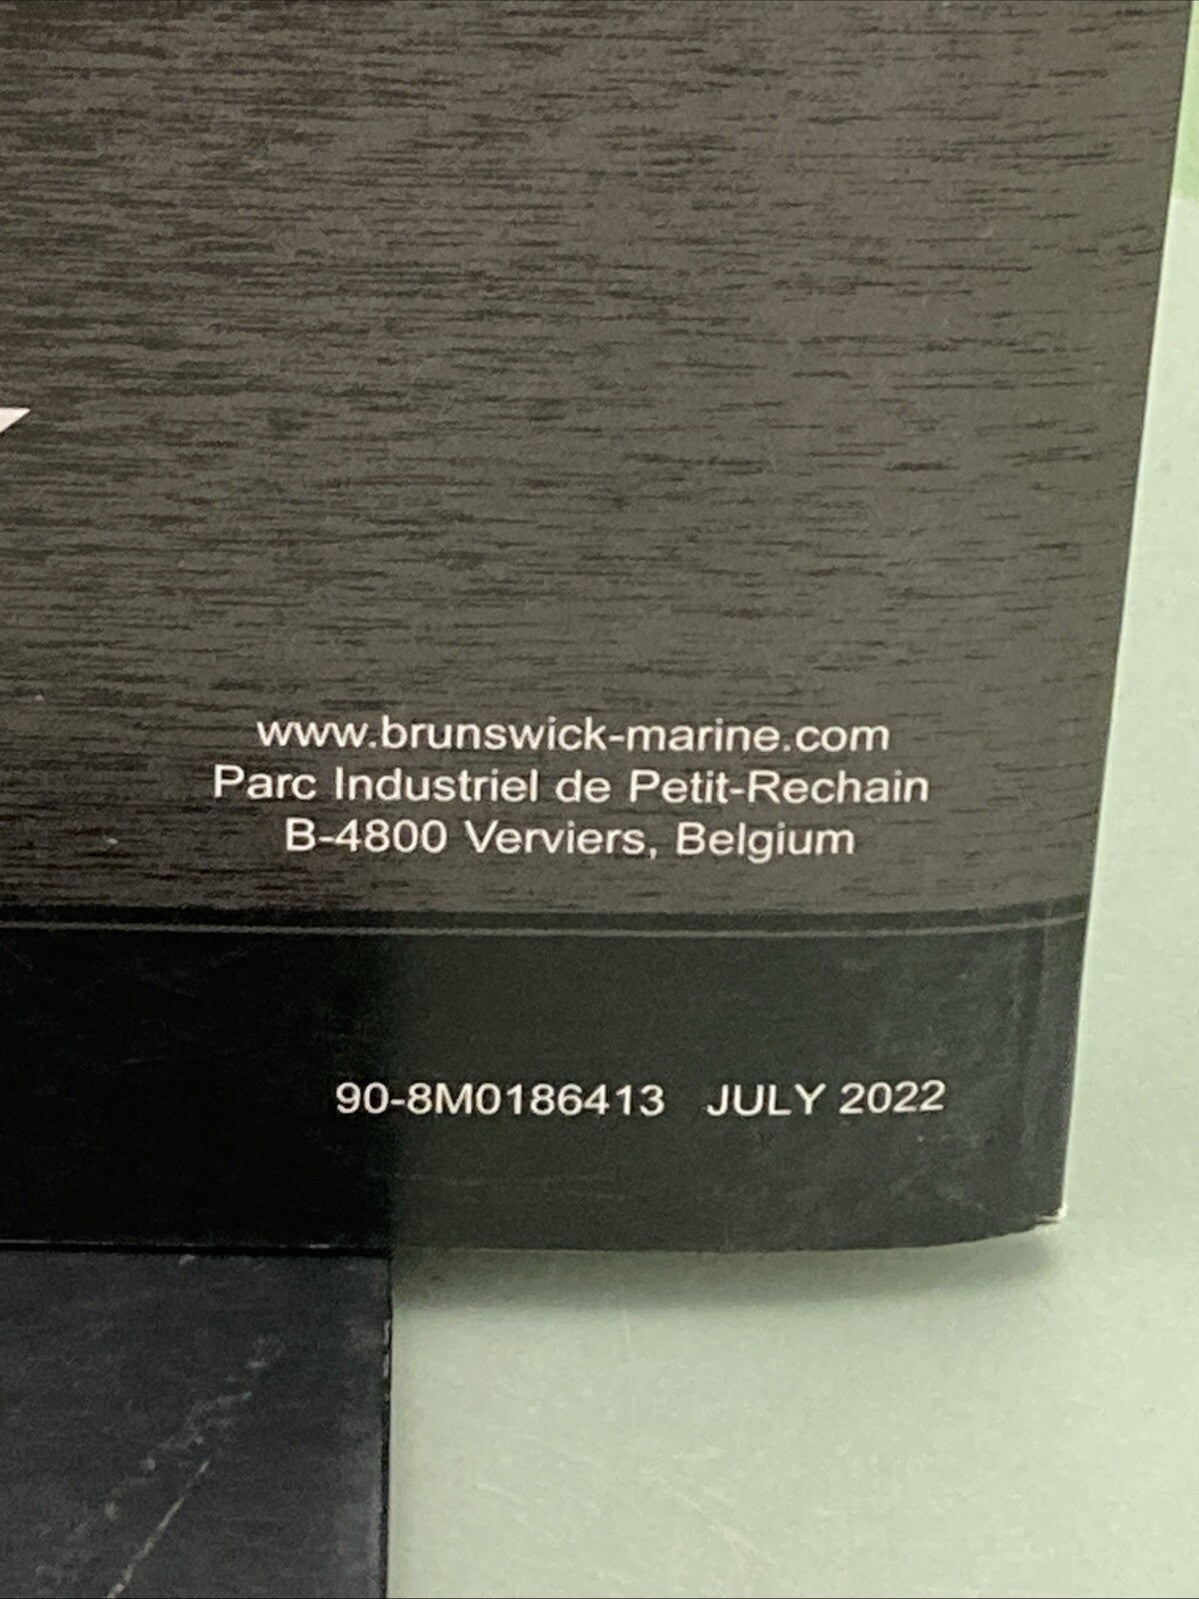 www.brunswick-marine.com
Parc Industriel de Petit-Rechain
B-4800 Verviers, Belgium
90-8M0186413 JULY 2022